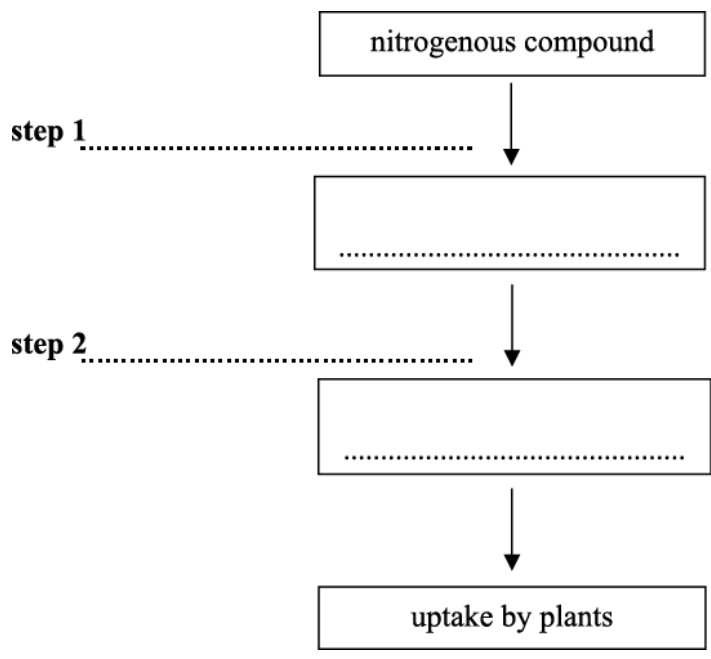 nitrogenous compound
step 1
step 2
uptake by plants